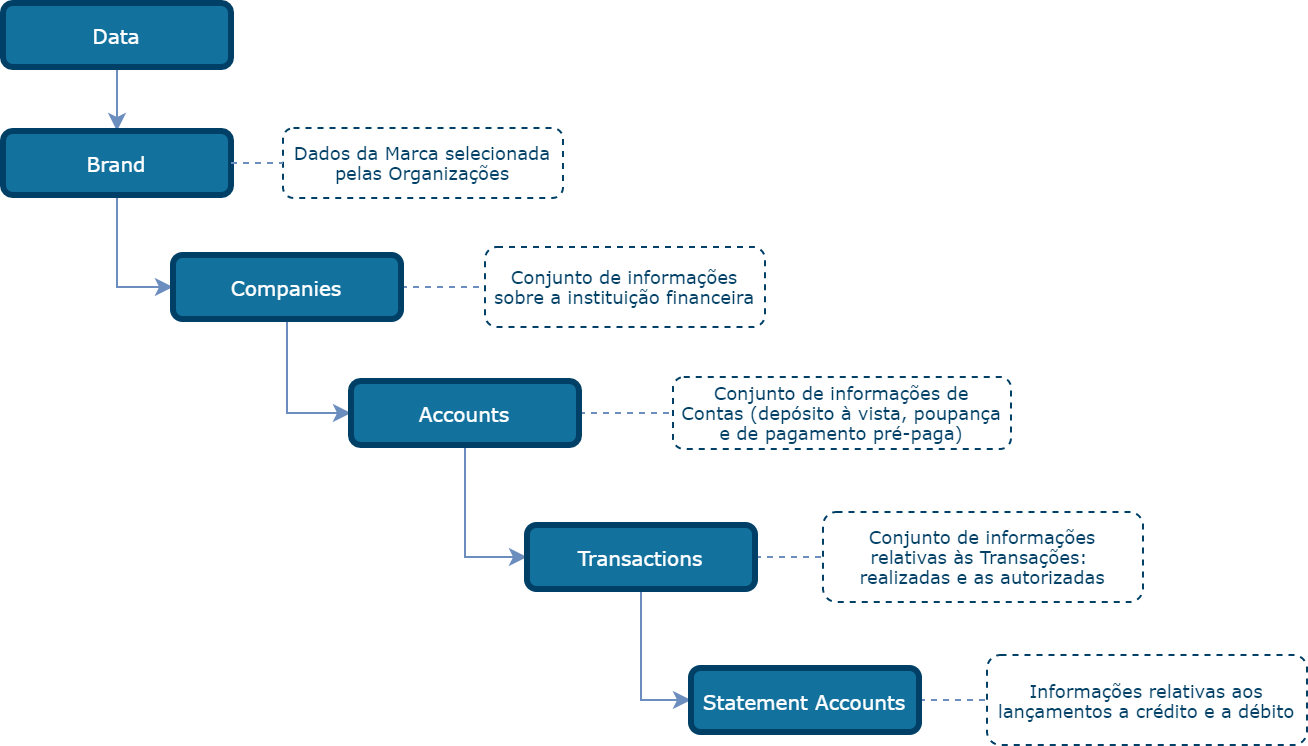 Data
Brand
Dados da Marca selecionada
pelas Organizações
Companies
Conjunto de informações
sobre a instituição financeira
Accounts
Conjunto de informações de
Contas (depósito à vista, poupança
e de pagamento pré-paga)
Transactions
Conjunto de informações
relativas às Transações:
realizadas e as autorizadas
Statement Accounts
Informações relativas aos
lançamentos a crédito e a débito